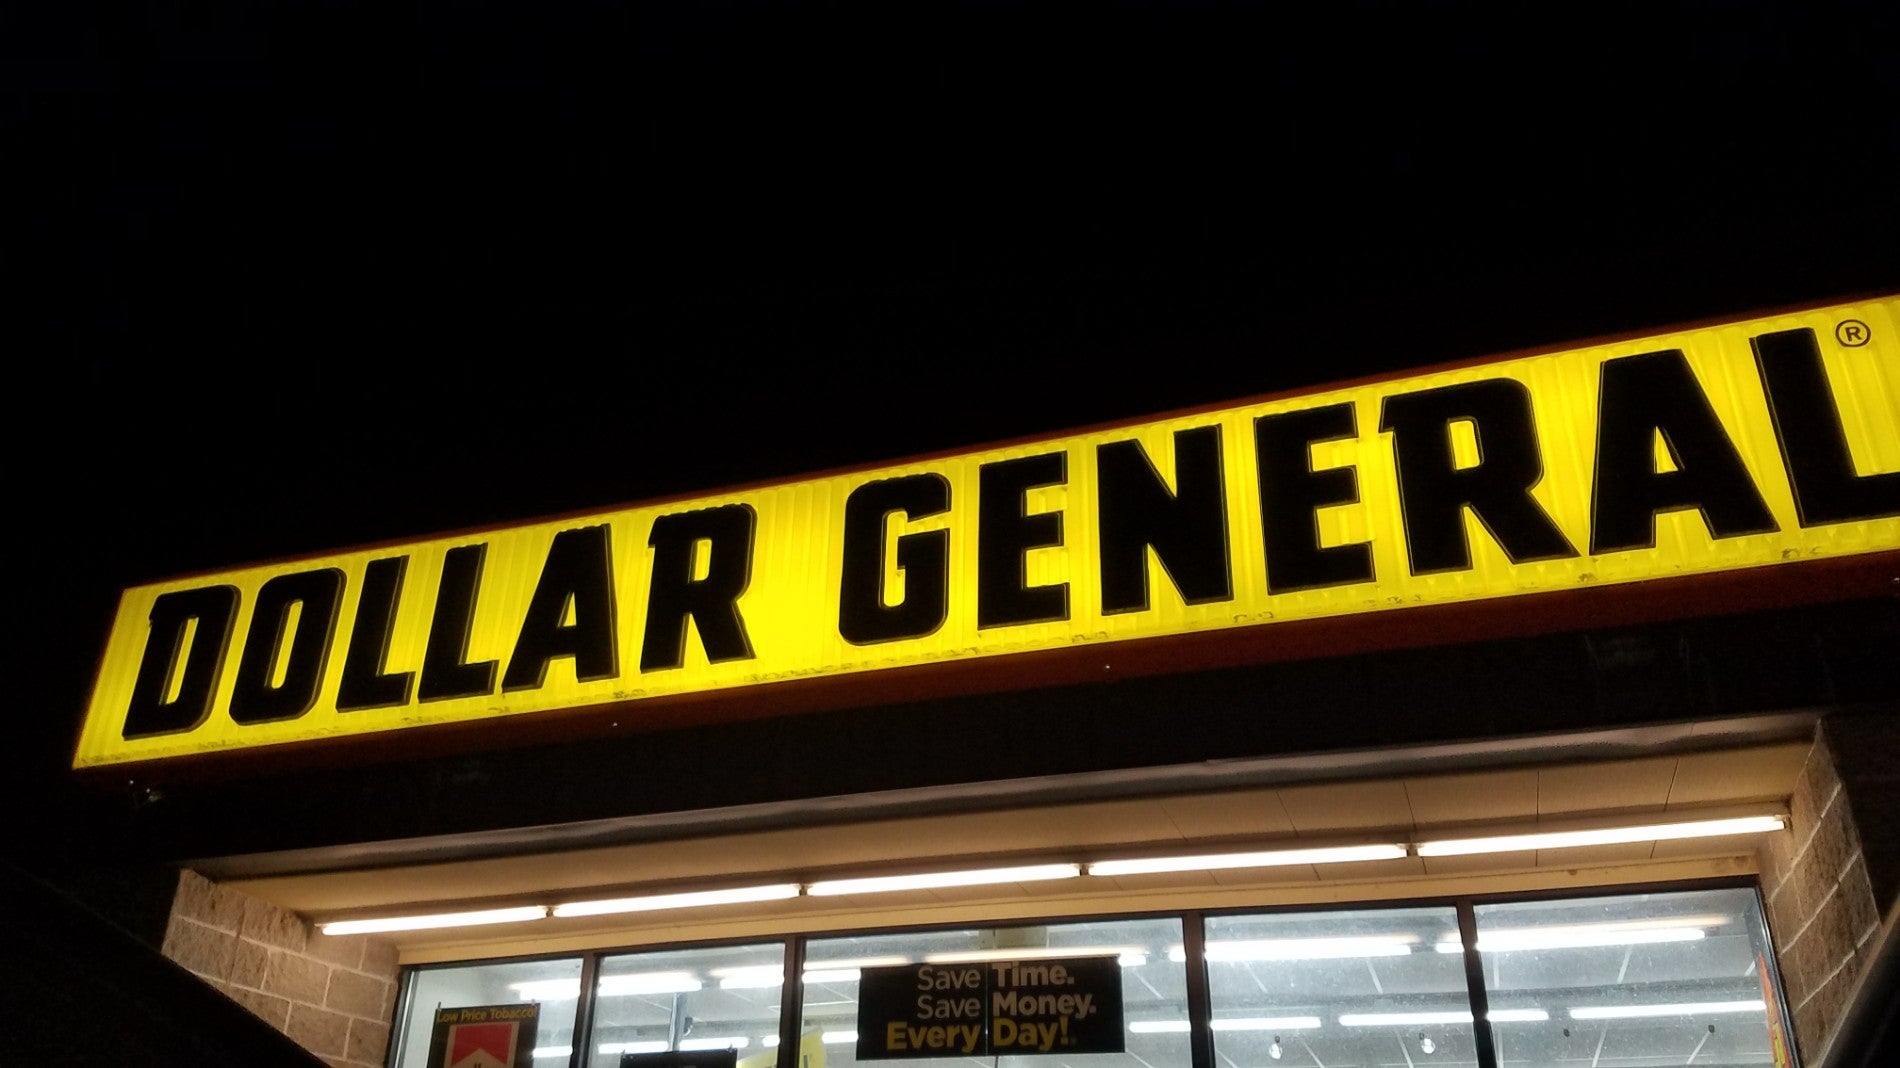 DOLLAR GENERAL®
Save Time.
Save Money.
Every Day!
Low Price Tobacco!